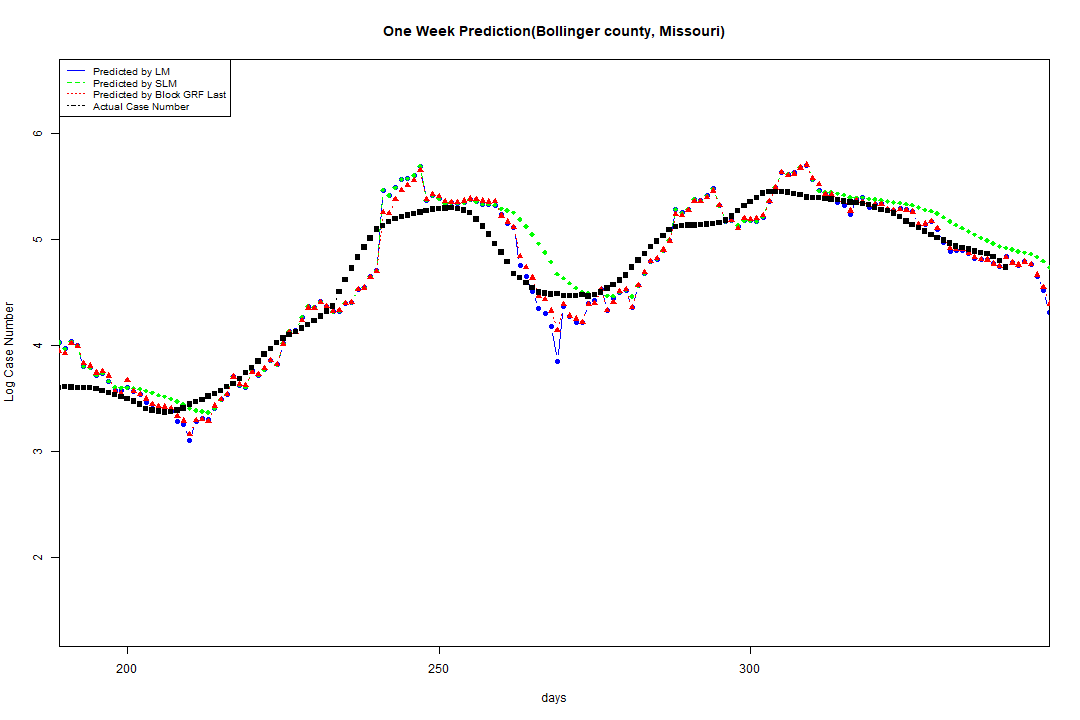 One Week Prediction(Bollinger county, Missouri)
Predicted by LM
Predicted by SLM
Predicted by Block GRF Last
Actual Case Number
6
5
4
3
2
Log Case Number
200 250 300
days